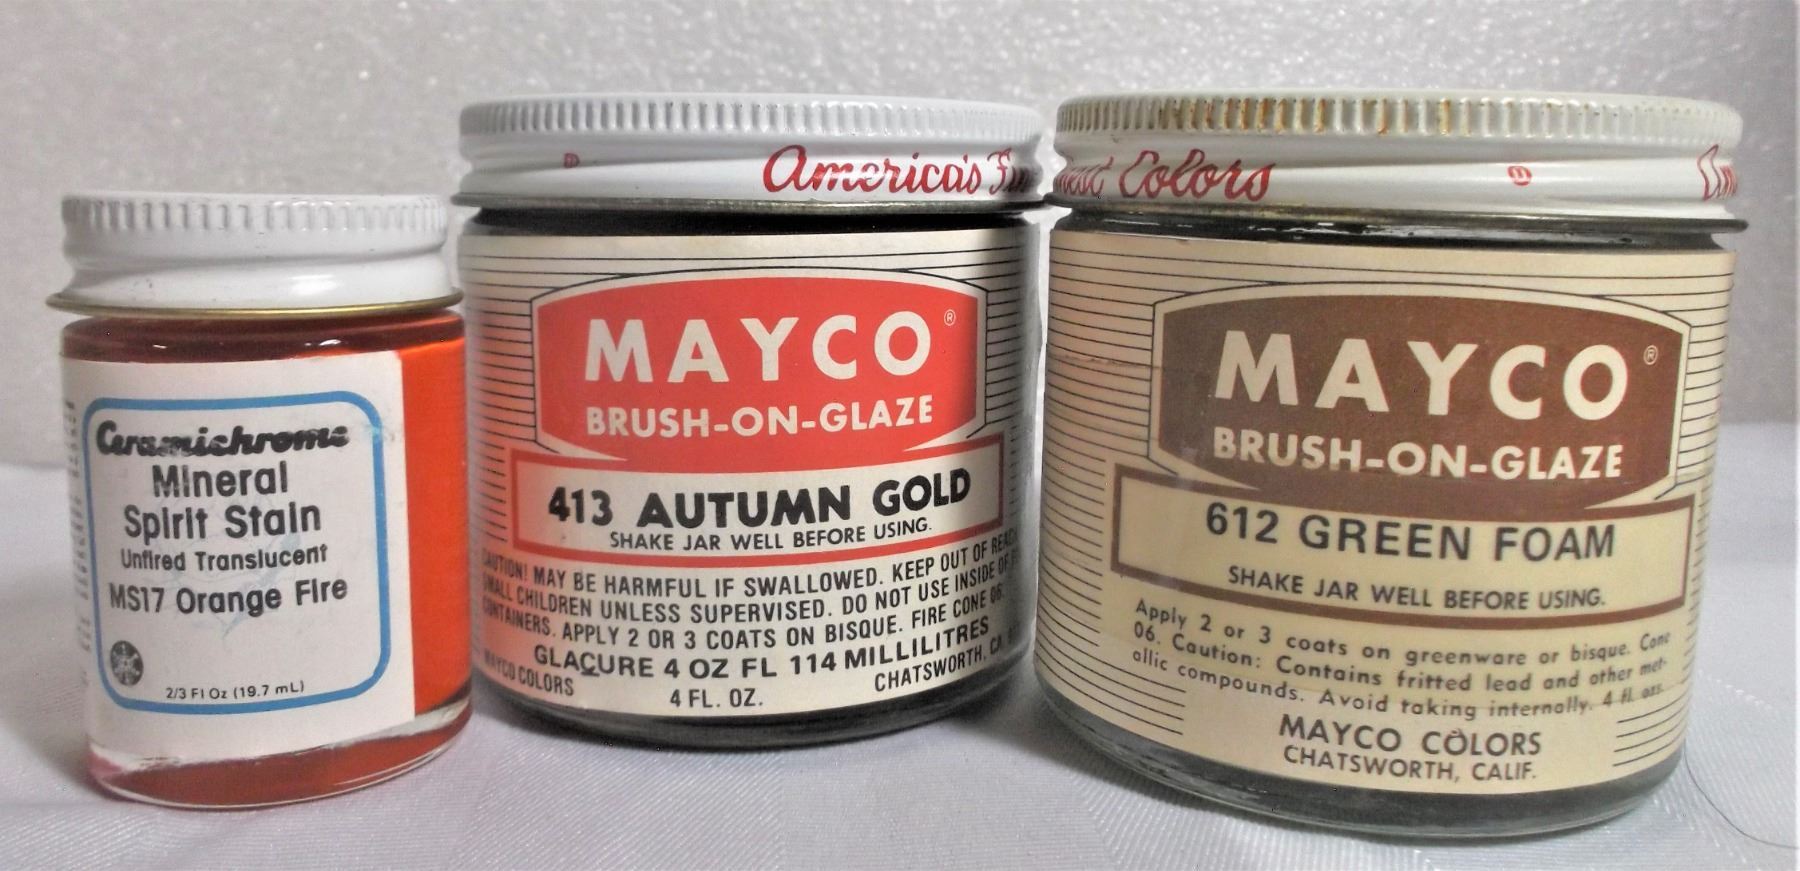 Ceramichrome
Mineral
Spirit Stain
Unfired Translucent
MS17 Orange Fire
2/3 Fl Oz (19.7 mL)
America's
MAYCO®
BRUSH-ON-GLAZE
413 AUTUMN GOLD
SHAKE JAR WELL BEFORE USING.
CAUTION! MAY BE HARMFUL IF SWALLOWED. KEEP OUT OF REACH
SMALL CHILDREN UNLESS SUPERVISED. DO NOT USE INSIDE OF
CONTAINERS. APPLY 2 OR 3 COATS ON BISQUE. FIRE CONE 06.
GLAÇURE 4 OZ FL 114 MILLILITRES
MAYCO COLORS
4 FL. OZ.
CHATSWORTH, CA
Colors
MAYCO®
BRUSH-ON-GLAZE
612 GREEN FOAM
SHAKE JAR WELL BEFORE USING.
Apply 2 or 3 coats on greenware or bisque. Cone
06. Caution: Contains fritted lead and other met-
allic compounds. Avoid taking internally. 4 fl. ozs.
MAYCO COLORS
CHATSWORTH, CALIF.